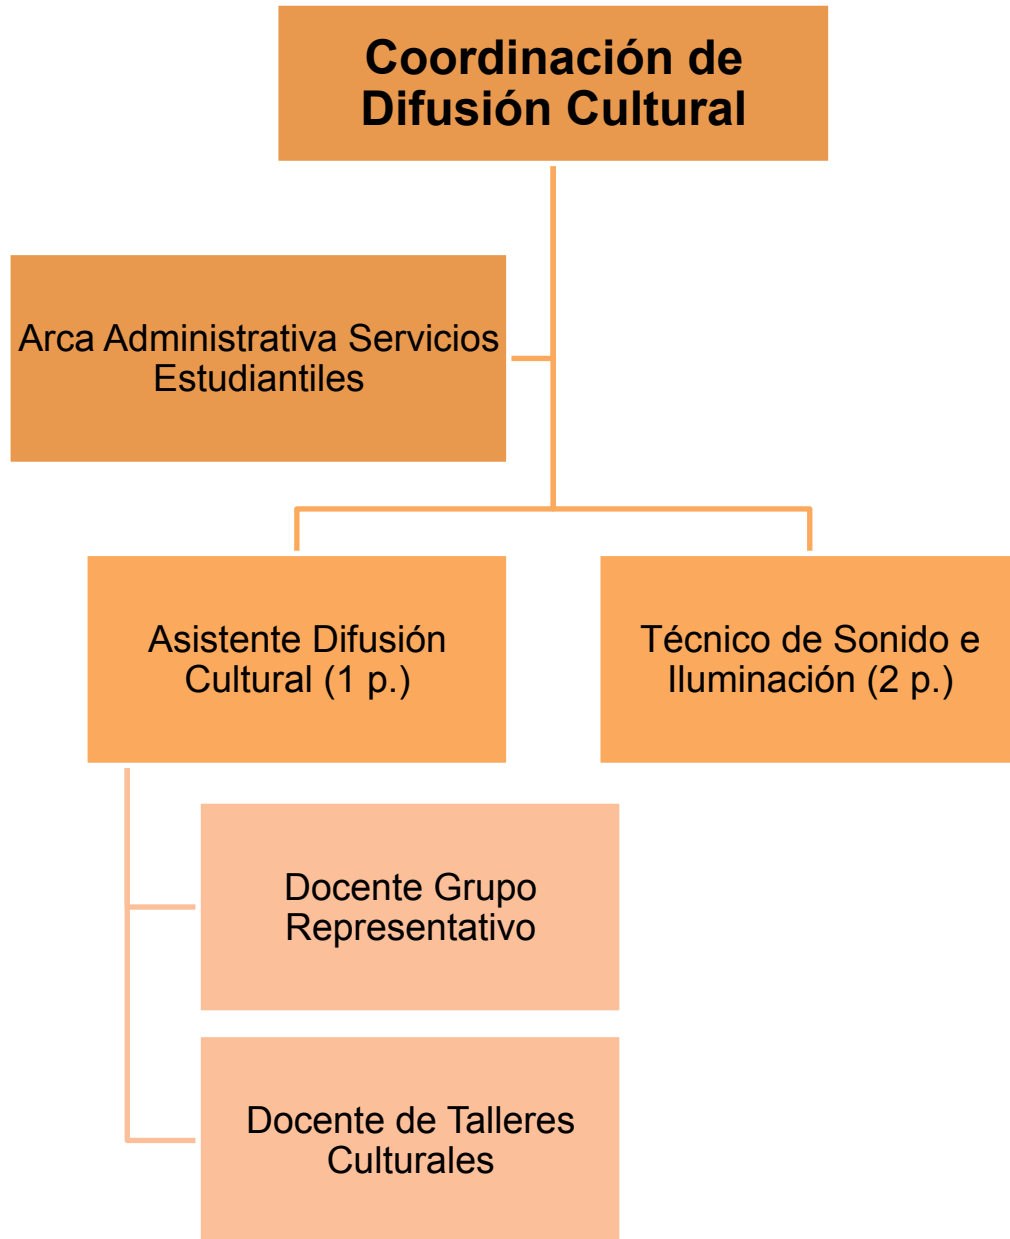 Coordinación de
Difusión Cultural
Arca Administrativa Servicios
Estudiantiles
Asistente Difusión
Cultural (1 p.)
Técnico de Sonido e
Iluminación (2 p.)
Docente Grupo
Representativo
Docente de Talleres
Culturales